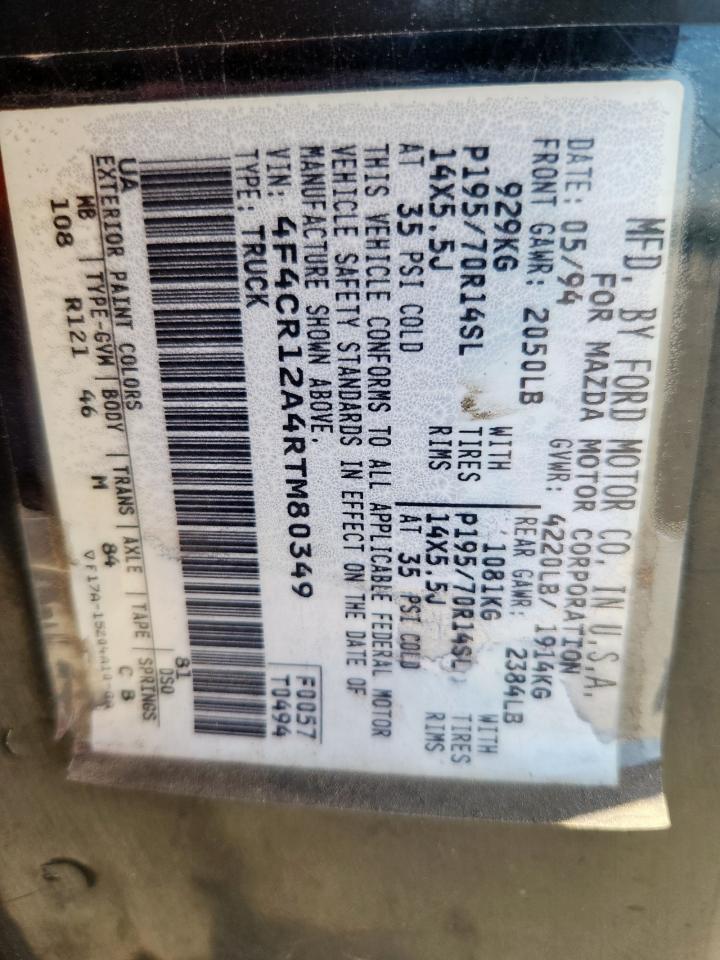 MFD. BY FORD MOTOR CO. IN U.S.A.
FOR MAZDA MOTOR CORPORATION
DATE: 05/94 GVWR: 4220LB/ 1914KG
FRONT GAWR: 2050LB REAR GAWR: 2384LB
929KG WITH 1081KG WITH
P195/70R14SL TIRES P195/70R14SL TIRES
14X5.5J RIMS 14X5.5J RIMS
AT 35 PSI COLD AT 35 PSI COLD
THIS VEHICLE CONFORMS TO ALL APPLICABLE FEDERAL MOTOR
VEHICLE SAFETY STANDARDS IN EFFECT ON THE DATE OF
MANUFACTURE SHOWN ABOVE.
VIN: 4F4CR12A4RTM80349 F0057
TYPE: TRUCK T0494
UA 81
EXTERIOR PAINT COLORS DSO
WB | TYPE-GVW | BODY | TRANS | AXLE | TAPE | SPRINGS
108 R121 46 M 84 C B